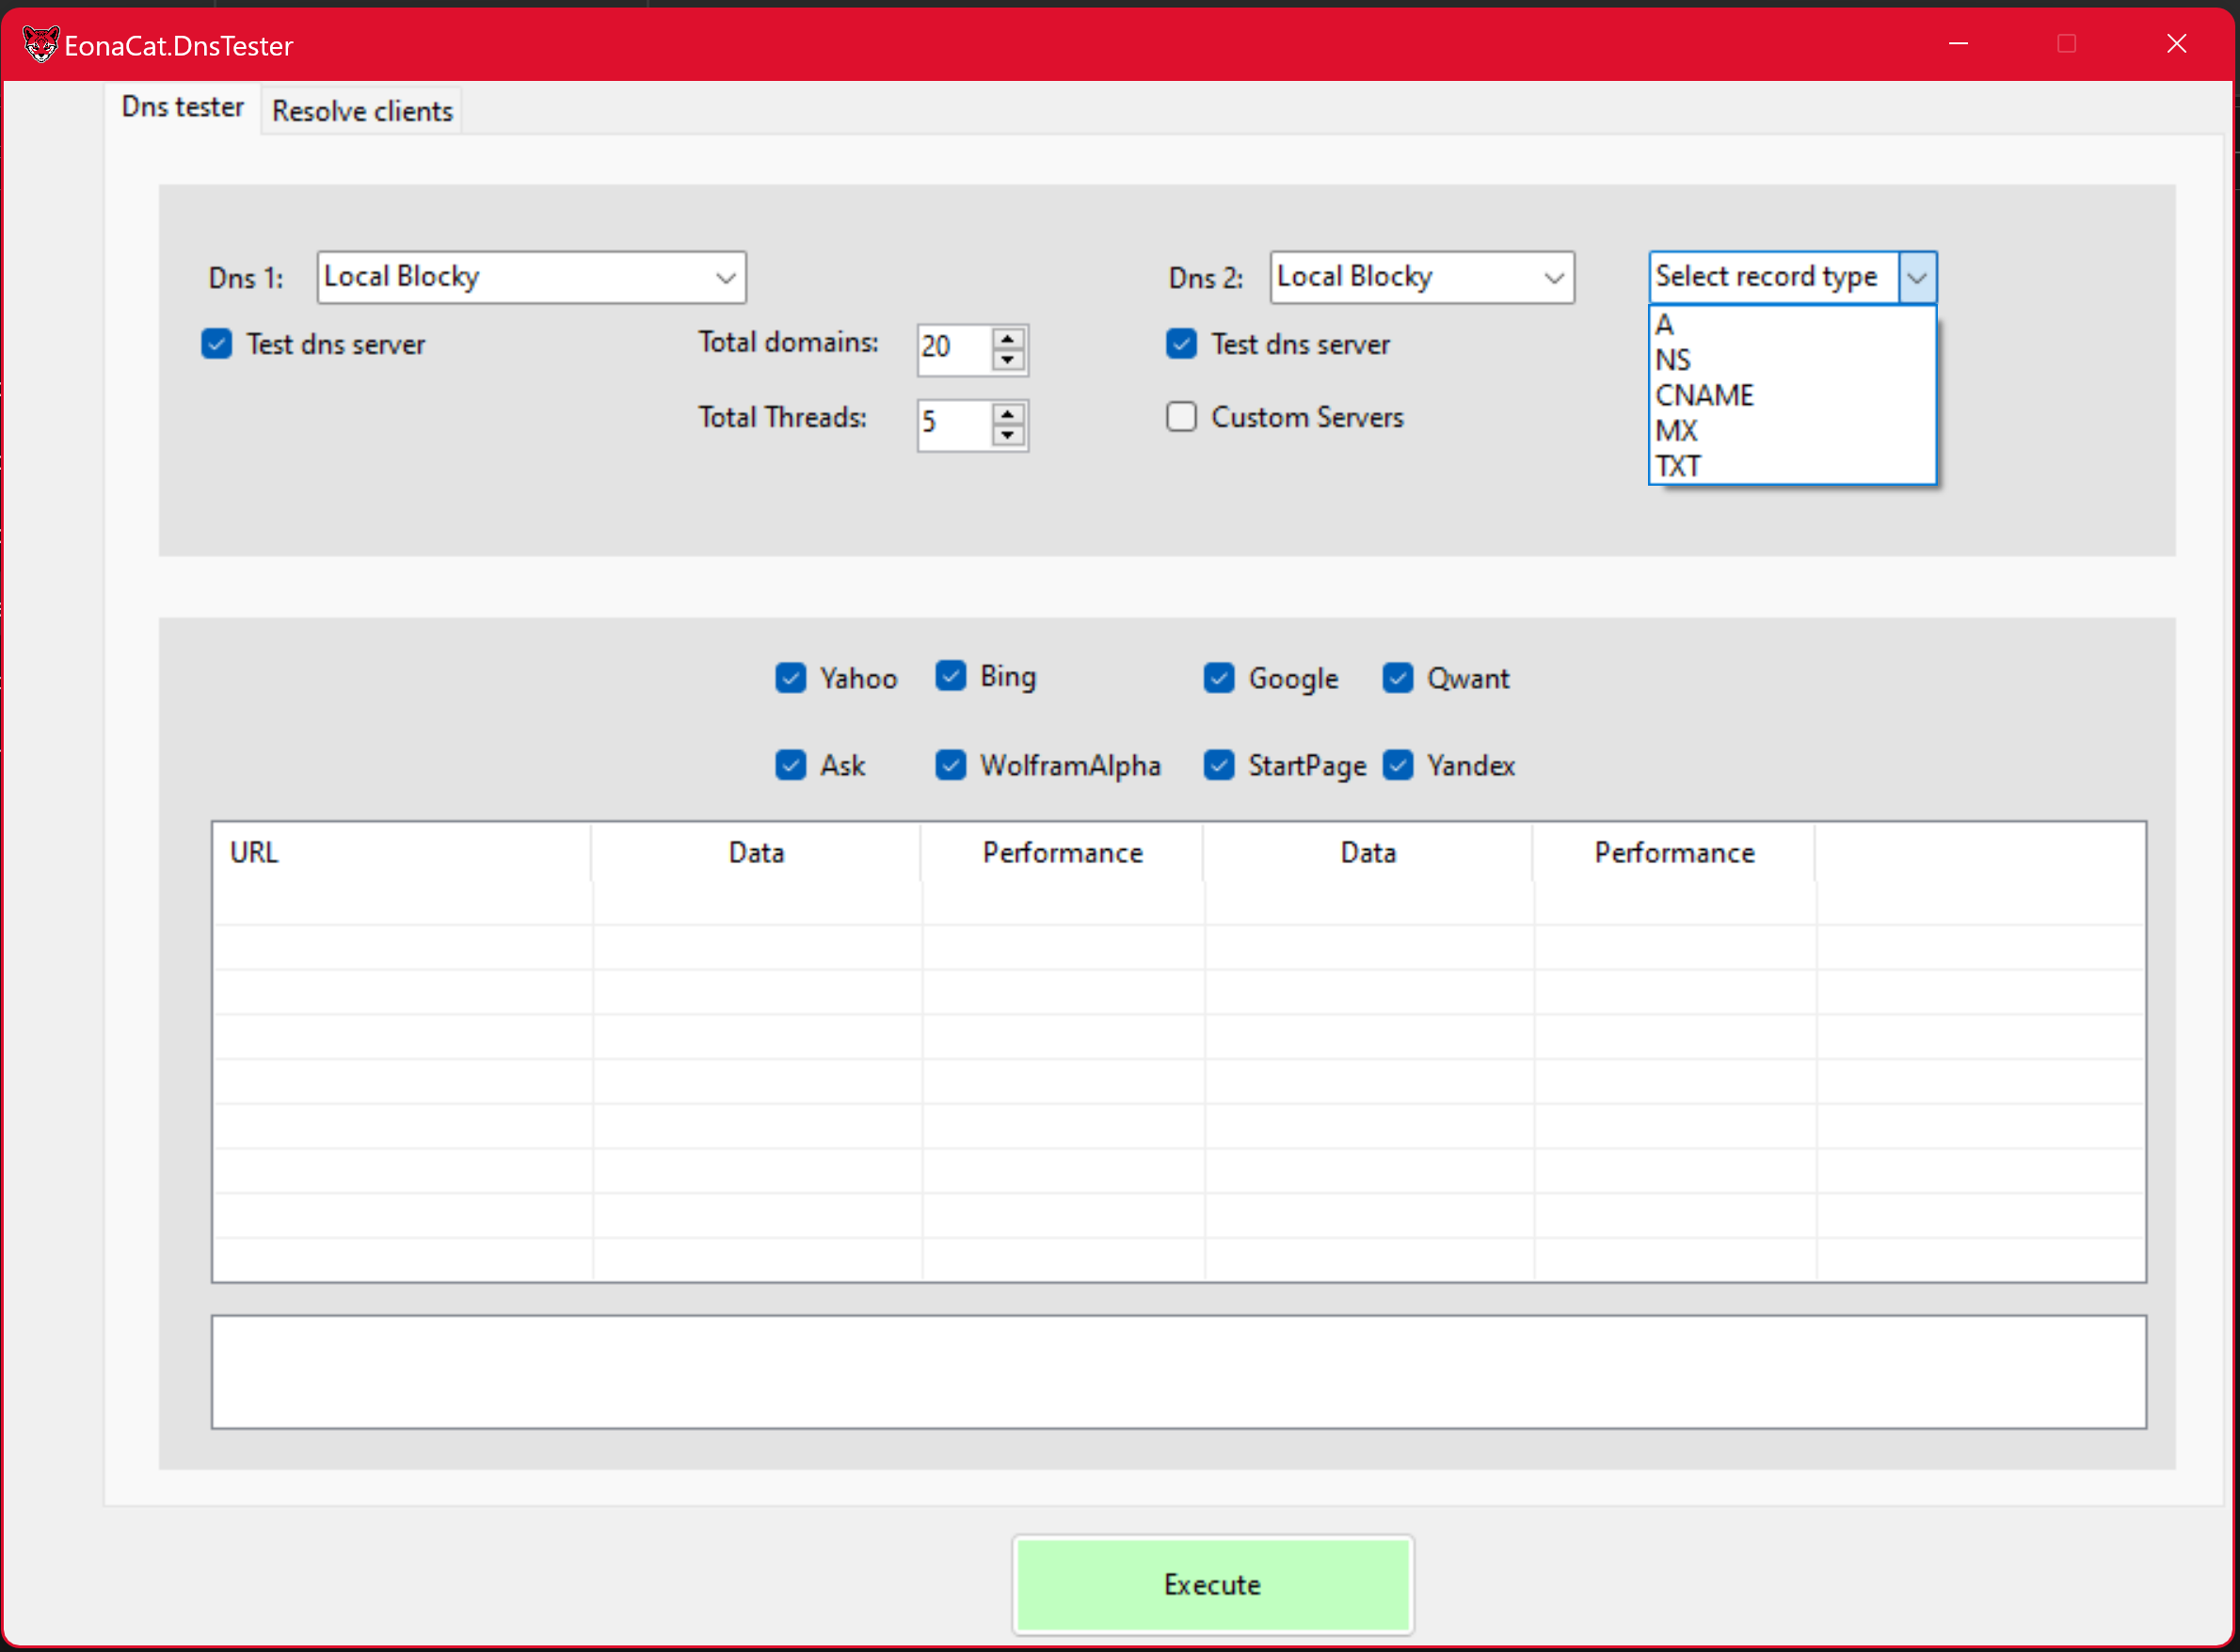 EonaCat.DnsTester
Dns tester
Resolve clients
Dns 1:
Local Blocky
Dns 2:
Local Blocky
Select record type
A
NS
CNAME
MX
TXT
Test dns server
Total domains:
20
Test dns server
Total Threads:
5
Custom Servers
Yahoo
Bing
Google
Qwant
Ask
WolframAlpha
StartPage
Yandex
URL
Data
Performance
Data
Performance
Execute